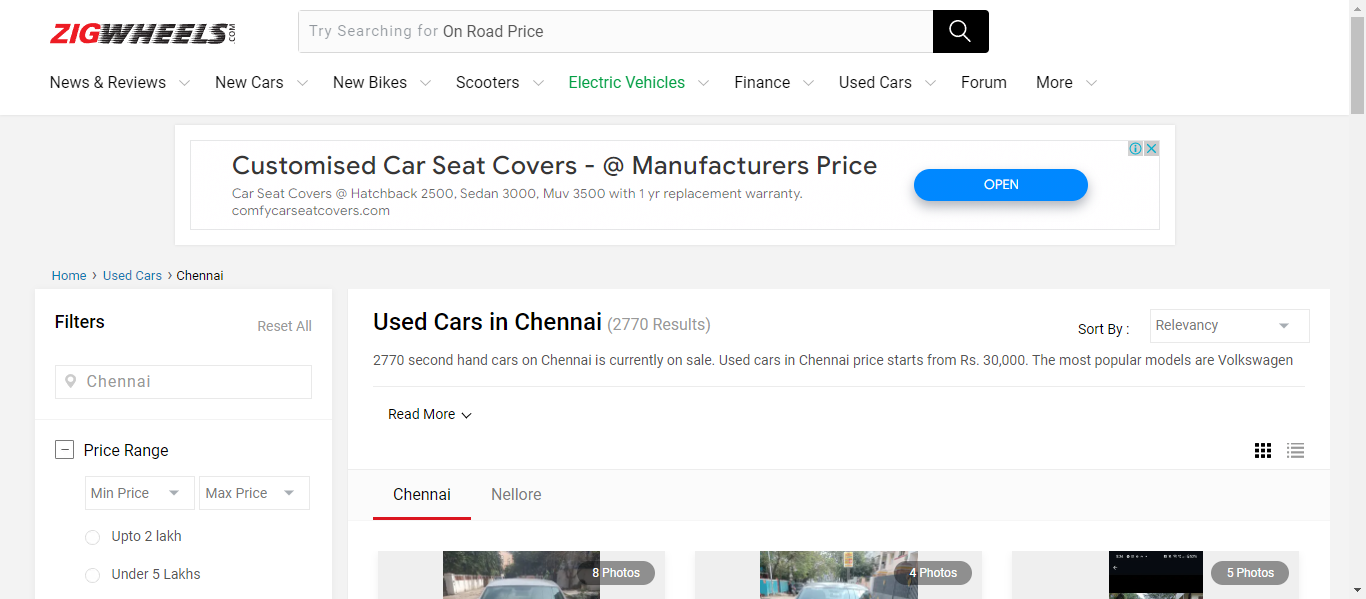 ZIGWHEELS.COM
Try Searching for On Road Price
News & Reviews New Cars New Bikes Scooters Electric Vehicles Finance Used Cars Forum More
Customised Car Seat Covers - @ Manufacturers Price
Car Seat Covers @ Hatchback 2500, Sedan 3000, Muv 3500 with 1 yr replacement warranty.
comfycarseatcovers.com
OPEN
Home › Used Cars › Chennai
Filters
Reset All
Chennai
Price Range
Min Price Max Price
Upto 2 lakh
Under 5 Lakhs
Used Cars in Chennai (2770 Results)
Sort By : Relevancy
2770 second hand cars on Chennai is currently on sale. Used cars in Chennai price starts from Rs. 30,000. The most popular models are Volkswagen
Read More
Chennai Nellore
8 Photos
4 Photos
5 Photos